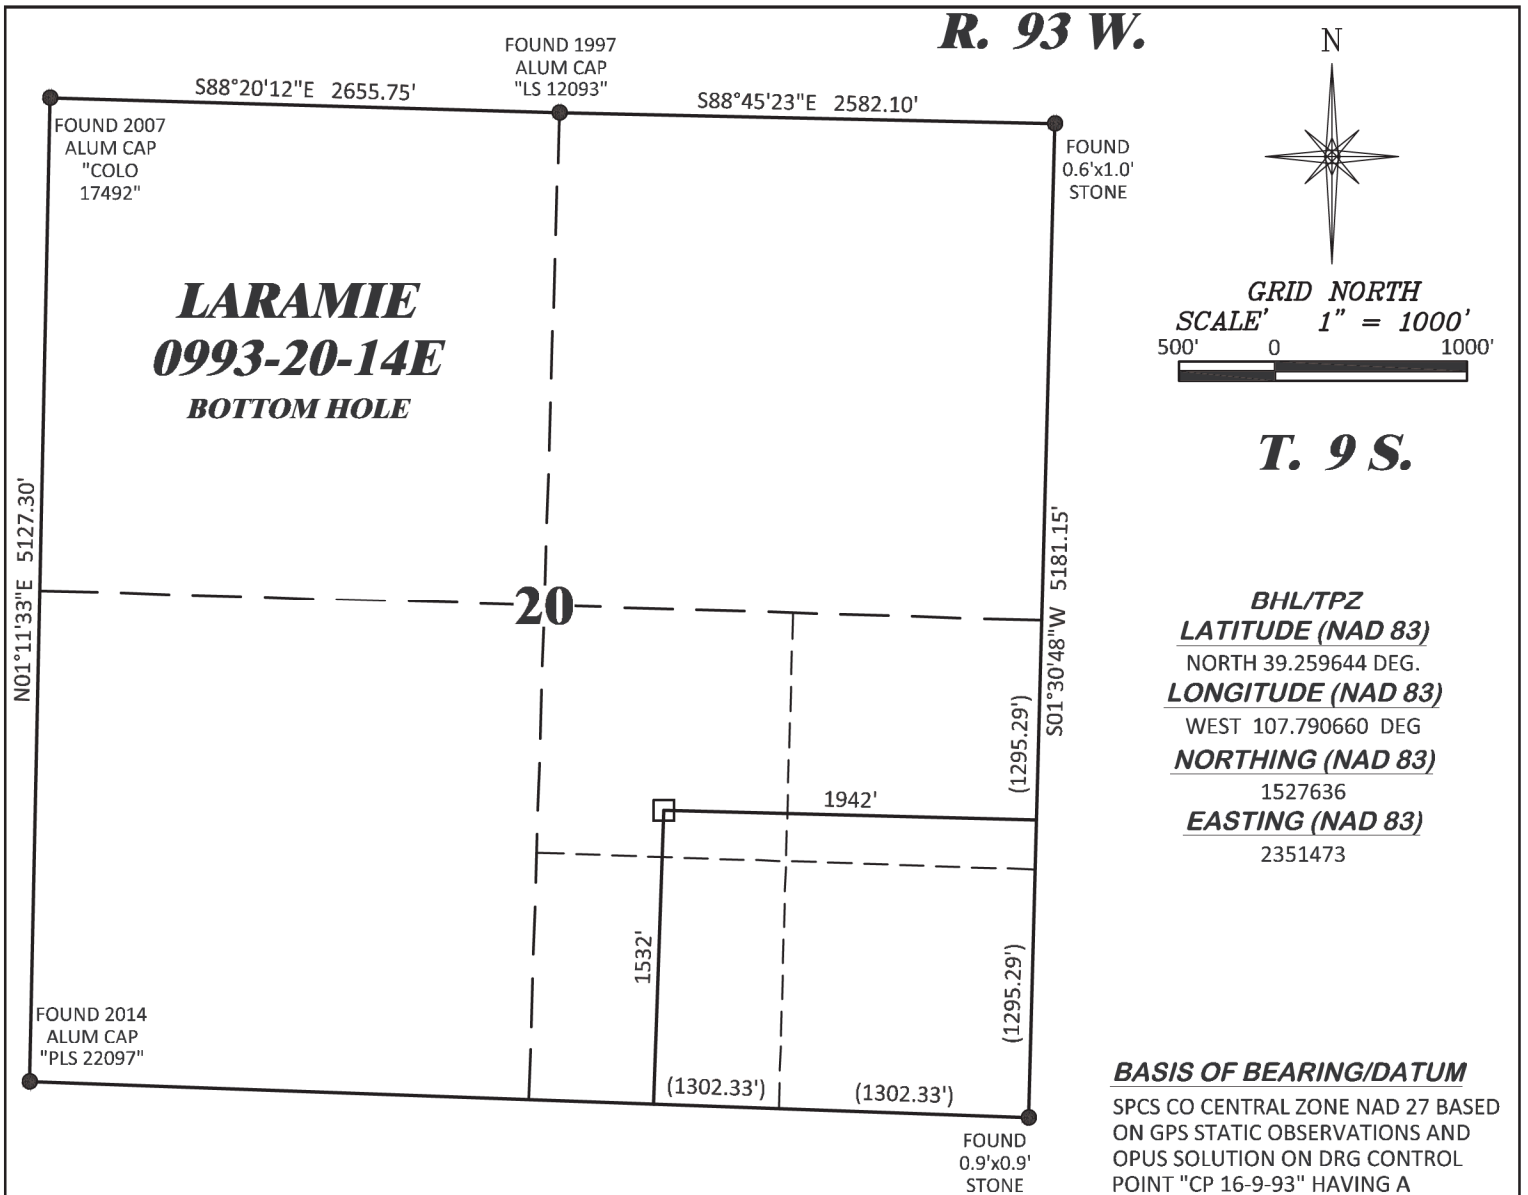 R. 93 W.
N
FOUND 1997
ALUM CAP
"LS 12093"
S88°20'12"E 2655.75'
S88°45'23"E 2582.10'
FOUND 2007
ALUM CAP
"COLO
17492"
FOUND
0.6'x1.0'
STONE
LARAMIE
0993-20-14E
BOTTOM HOLE
GRID NORTH
SCALE' 1" = 1000'
500' 0 1000'
T. 9 S.
N01°11'33"E 5127.30'
S01°30'48"W 5181.15'
20
BHL/TPZ
LATITUDE (NAD 83)
NORTH 39.259644 DEG.
LONGITUDE (NAD 83)
WEST 107.790660 DEG
NORTHING (NAD 83)
1527636
EASTING (NAD 83)
2351473
(1295.29')
1942'
1532'
(1295.29')
FOUND 2014
ALUM CAP
"PLS 22097"
(1302.33')
(1302.33')
FOUND
0.9'x0.9'
STONE
BASIS OF BEARING/DATUM
SPCS CO CENTRAL ZONE NAD 27 BASED
ON GPS STATIC OBSERVATIONS AND
OPUS SOLUTION ON DRG CONTROL
POINT "CP 16-9-93" HAVING A